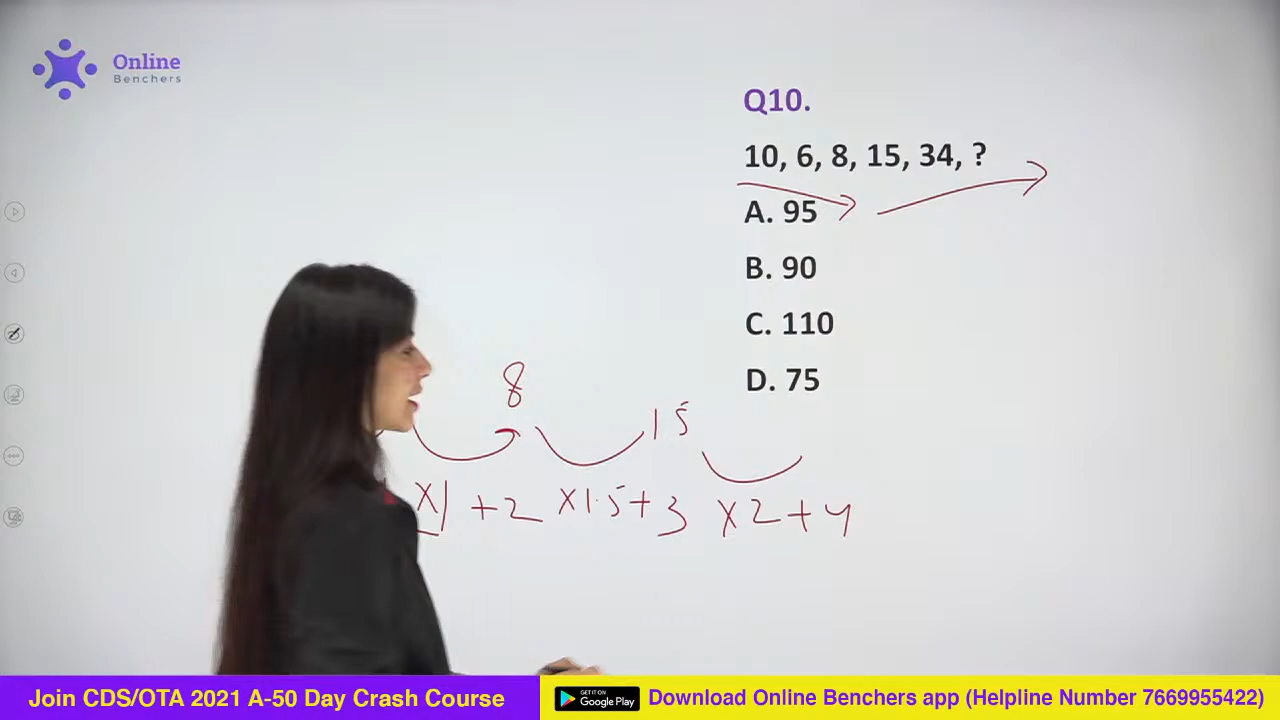 Online
Benchers
Q10.
10, 6, 8, 15, 34, ?
A. 95
B. 90
C. 110
D. 75
8
15
x1 +2 x1.5+3 x2+4
Join CDS/OTA 2021 A-50 Day Crash Course
GET IT ON
Google Play
Download Online Benchers app (Helpline Number 7669955422)